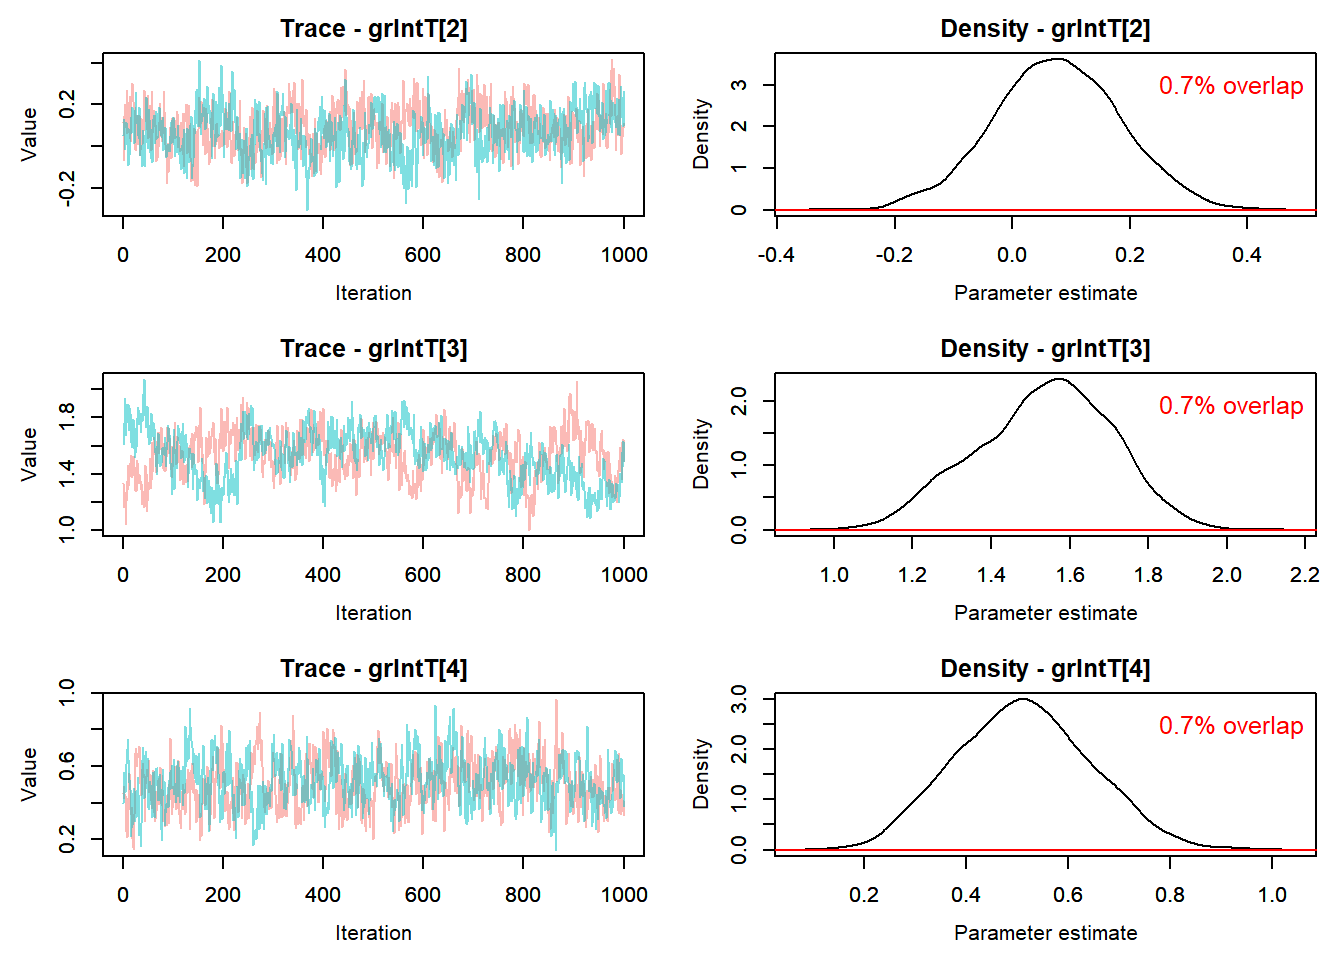 Trace - grIntT[2]
Value
-0.2 0.2
0 200 400 600 800 1000
Iteration
Density - grIntT[2]
0.7% overlap
Density
0 1 2 3
-0.4 -0.2 0.0 0.2 0.4
Parameter estimate
Trace - grIntT[3]
Value
1.0 1.4 1.8
0 200 400 600 800 1000
Iteration
Density - grIntT[3]
0.7% overlap
Density
0.0 1.0 2.0
1.0 1.2 1.4 1.6 1.8 2.0 2.2
Parameter estimate
Trace - grIntT[4]
Value
0.2 0.6 1.0
0 200 400 600 800 1000
Iteration
Density - grIntT[4]
0.7% overlap
Density
0.0 1.0 2.0 3.0
0.2 0.4 0.6 0.8 1.0
Parameter estimate